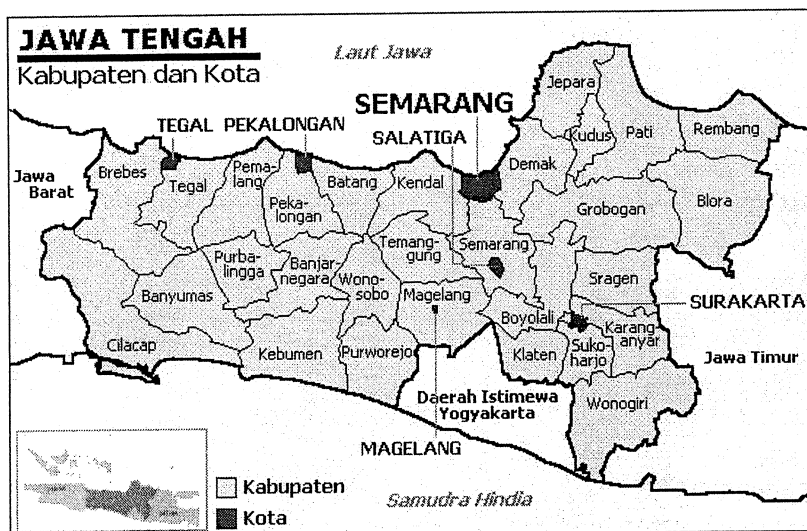 JAWA TENGAH
Kabupaten dan Kota
Laut Jawa
SEMARANG
TEGAL
PEKALONGAN
SALATIGA
Jepara
Kudus
Pati
Rembang
Jawa
Barat
Brebes
Tegal
Pema-
lang
Peka-
longan
Batang
Kendal
Demak
Grobogan
Blora
Purba-
lingga
Banjar-
negara
Wono-
sobo
Temang-
gung
Semarang
Sragen
SURAKARTA
Banyumas
Magelang
Boyolali
Karang-
anyar
Cilacap
Kebumen
Purworejo
Klaten
Suko-
harjo
Jawa Timur
Daerah Istimewa
Yogyakarta
Wonogiri
MAGELANG
Kabupaten
Kota
Samudra Hindia